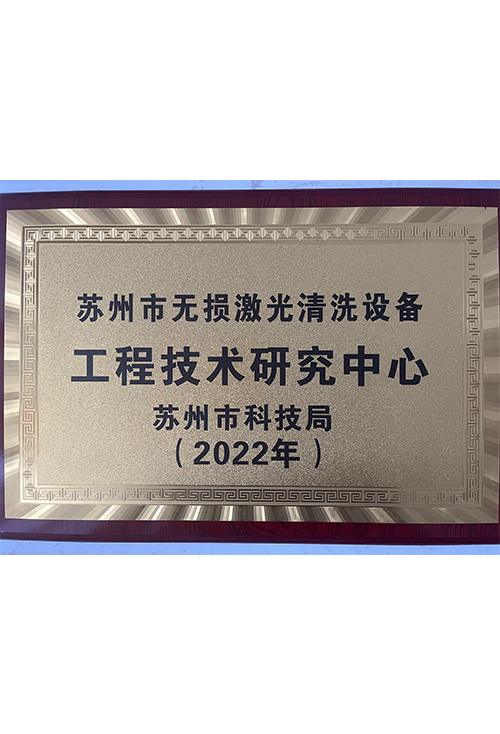 苏州市无损激光清洗设备
工程技术研究中心
苏州市科技局
（2022年）